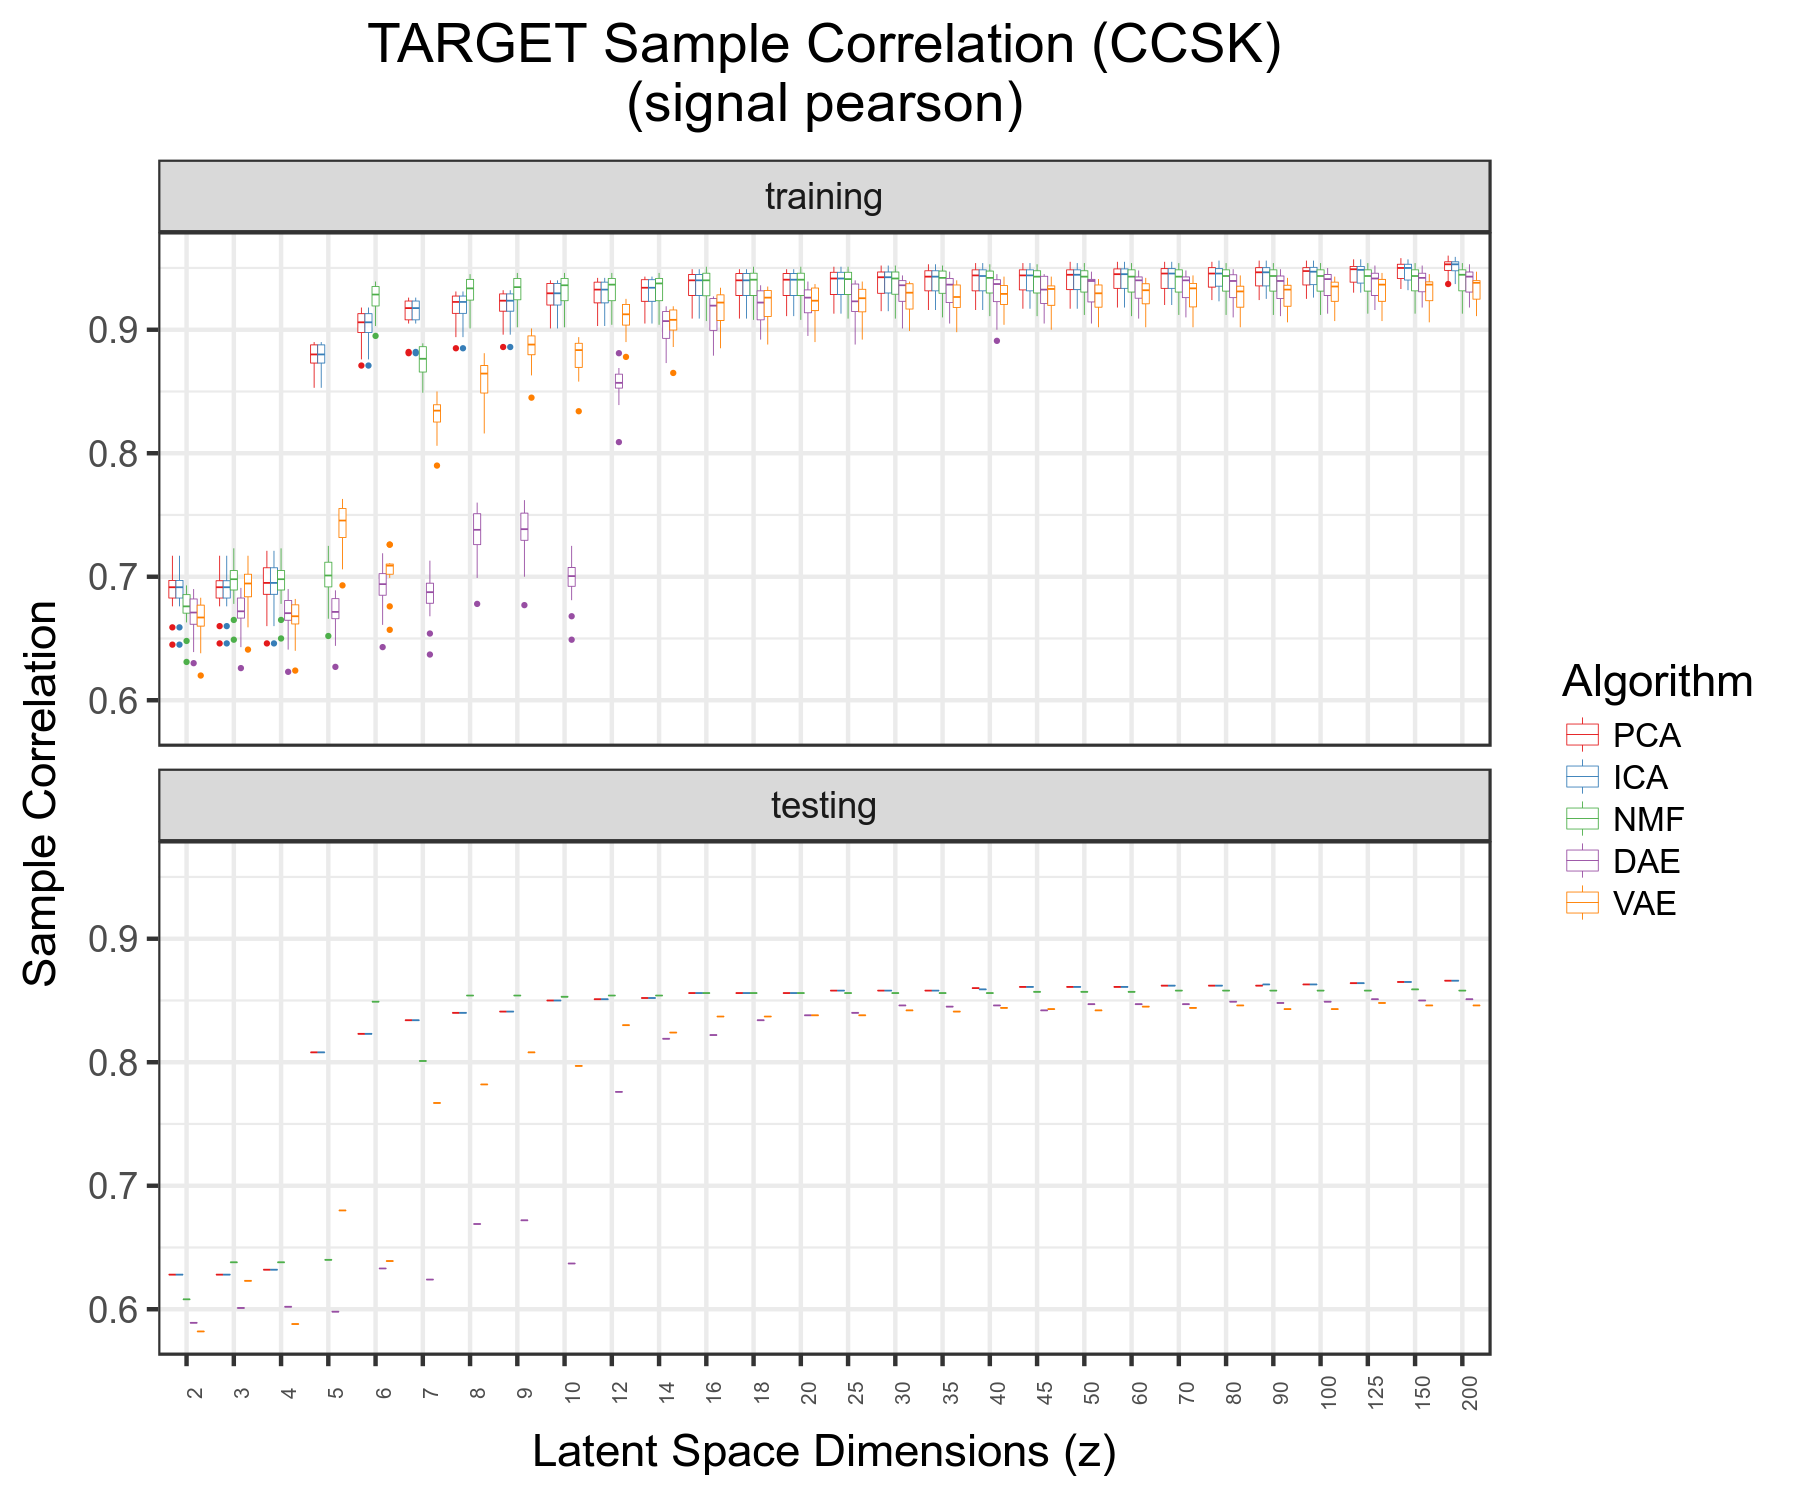 TARGET Sample Correlation (CCSK)
(signal pearson)
training
0.9
0.8
0.7
0.6
testing
0.9
0.8
0.7
0.6
Sample Correlation
2 3 4 5 6 7 8 9 10 12 14 16 18 20 25 30 35 40 45 50 60 70 80 90 100 125 150 200
Latent Space Dimensions (z)
Algorithm
PCA
ICA
NMF
DAE
VAE